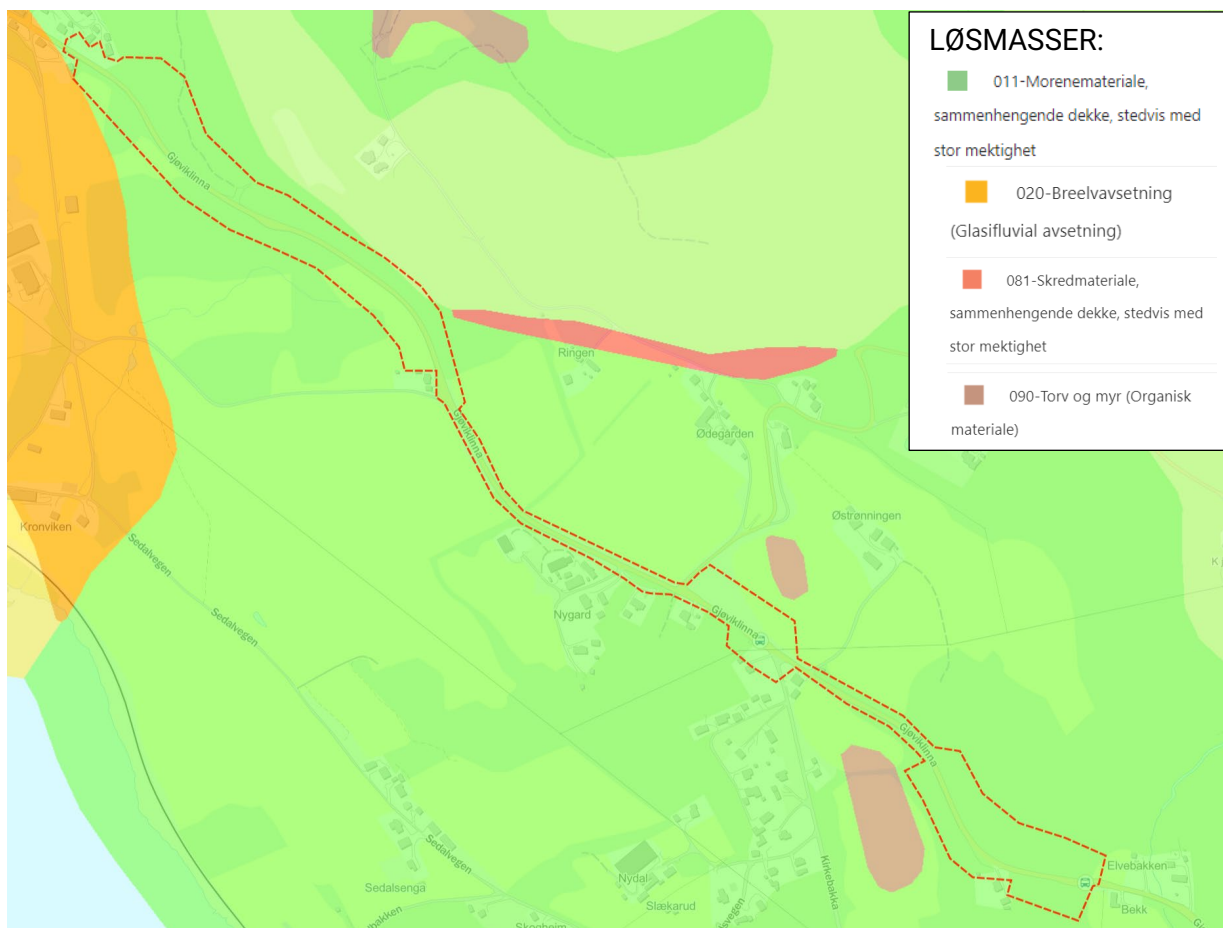 LØSMASSER:
011-Morenemateriale,
sammenhengende dekke, stedvis med
stor mektighet
020-Breelvavsetning
(Glasifluvial avsetning)
081-Skredmateriale,
sammenhengende dekke, stedvis med
stor mektighet
090-Torv og myr (Organisk
materiale)
Gjøviklinna
Ringen
Gjøviklinna
Ødegården
Østrønningen
Kronviken
Sedalvegen
Sedalvegen
Nygard
Gjøviklinna
Gjøviklinna
Sedalvegen
Kirkebakka
Elvebakken
Nydal
Sedalsenga
Slækarud
Bekk
Skogheim